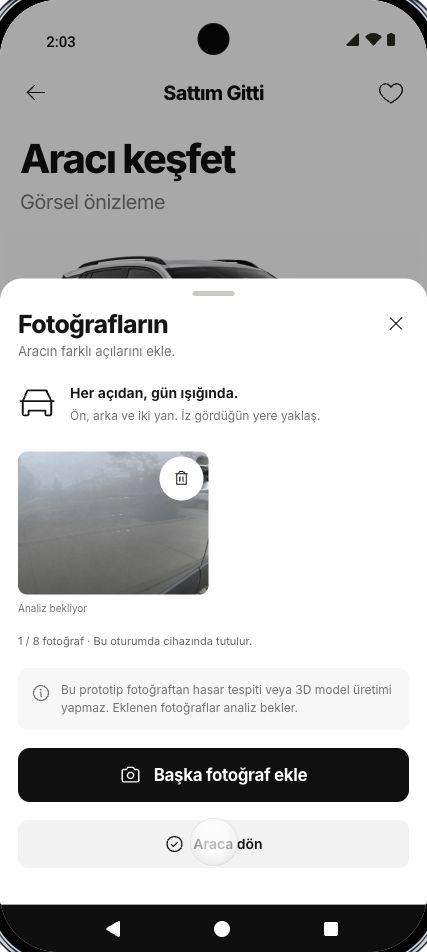 2:03
Sattım Gitti
Aracı keşfet
Görsel önizleme
Fotoğrafların
Aracın farklı açılarını ekle.
Her açıdan, gün ışığında.
Ön, arka ve iki yan. İz gördüğün yere yaklaş.
Analiz bekliyor
1 / 8 fotoğraf · Bu oturumda cihazında tutulur.
Bu prototip fotoğraftan hasar tespiti veya 3D model üretimi
yapmaz. Eklenen fotoğraflar analiz bekler.
Başka fotoğraf ekle
Araca dön